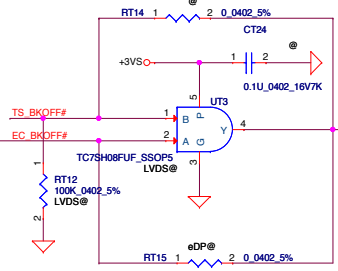 @
RT14 1 2 0_0402_5%
CT24
@
+3VS 1 2
0.1U_0402_16V7K
5 UT3
TS_BKOFF# 1 B P
Y 4
EC_BKOFF# 2 A G
TC7SH08FUF_SSOP5
LVDS@ 3
1
RT12
100K_0402_5%
LVDS@
2
eDP@
RT15 1 2 0_0402_5%